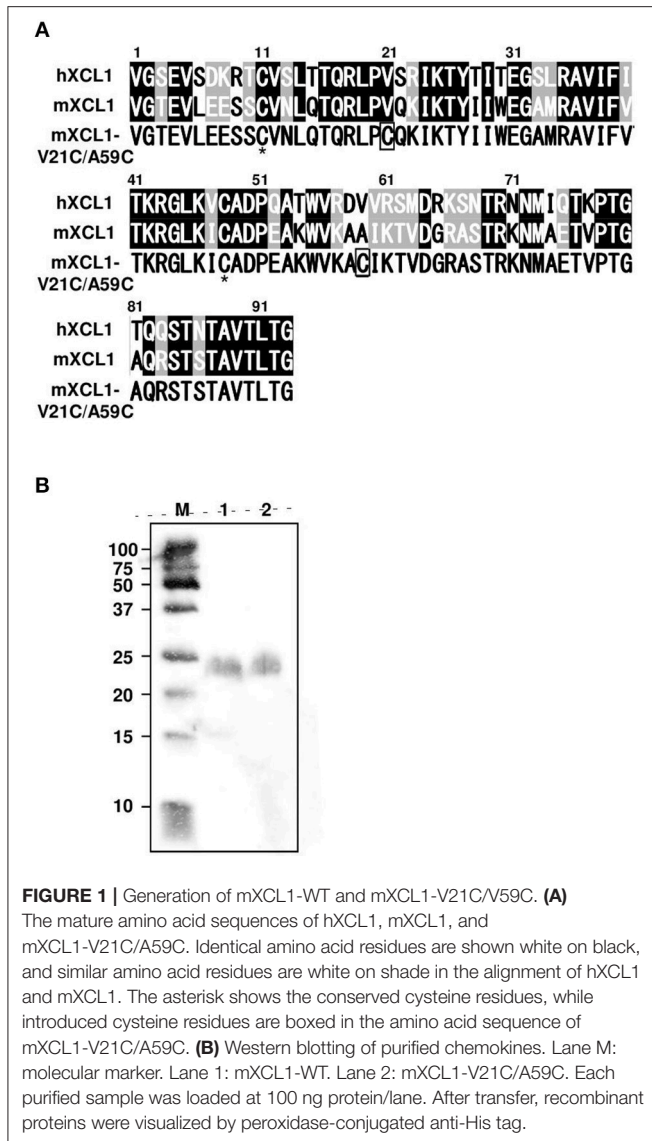 A
1 11 21 31
hXCL1 VGSEVSDKRTCVSLTTQRLPVSRIKTYTITEGSLRAVIFI
mXCL1 VGTEVLEESSCVNLQTQRLPVQKIKTYIIWEGAMRAVIFV
mXCL1- VGTEVLEESSCVNLQTQRLPCQKIKTYIIWEGAMRAVIFV
V21C/A59C *
41 51 61 71
hXCL1 TKRGLKVCADPQATWVRDVVRSMDRKSNTRNNMIQTKPTG
mXCL1 TKRGLKICADPEAKWVKAAIKTVDGRASTRKNMAETVPTG
mXCL1- TKRGLKICADPEAKWVKACIKTVDGRASTRKNMAETVPTG
V21C/A59C *
81 91
hXCL1 TQQSTNTAVTLTG
mXCL1 AQRSTSTAVTLTG
mXCL1- AQRSTSTAVTLTG
V21C/A59C
B
M 1 2
100
75
50
37
25
20
15
10
FIGURE 1 | Generation of mXCL1-WT and mXCL1-V21C/V59C. (A)
The mature amino acid sequences of hXCL1, mXCL1, and
mXCL1-V21C/A59C. Identical amino acid residues are shown white on black,
and similar amino acid residues are white on shade in the alignment of hXCL1
and mXCL1. The asterisk shows the conserved cysteine residues, while
introduced cysteine residues are boxed in the amino acid sequence of
mXCL1-V21C/A59C. (B) Western blotting of purified chemokines. Lane M:
molecular marker. Lane 1: mXCL1-WT. Lane 2: mXCL1-V21C/A59C. Each
purified sample was loaded at 100 ng protein/lane. After transfer, recombinant
proteins were visualized by peroxidase-conjugated anti-His tag.